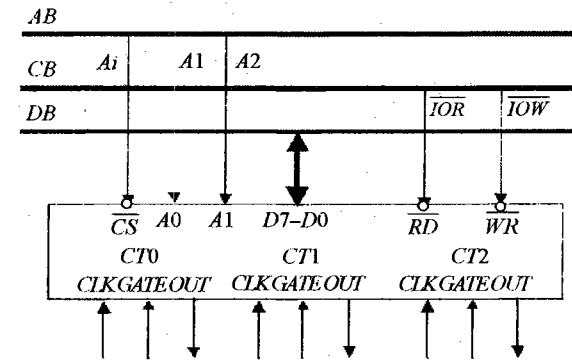 AB
CB Ai A1 A2
DB IOR IOW
CS A0 A1 D7–D0 RD WR
CT0 CT1 CT2
CLKGATEOUT CLKGATEOUT CLKGATEOUT